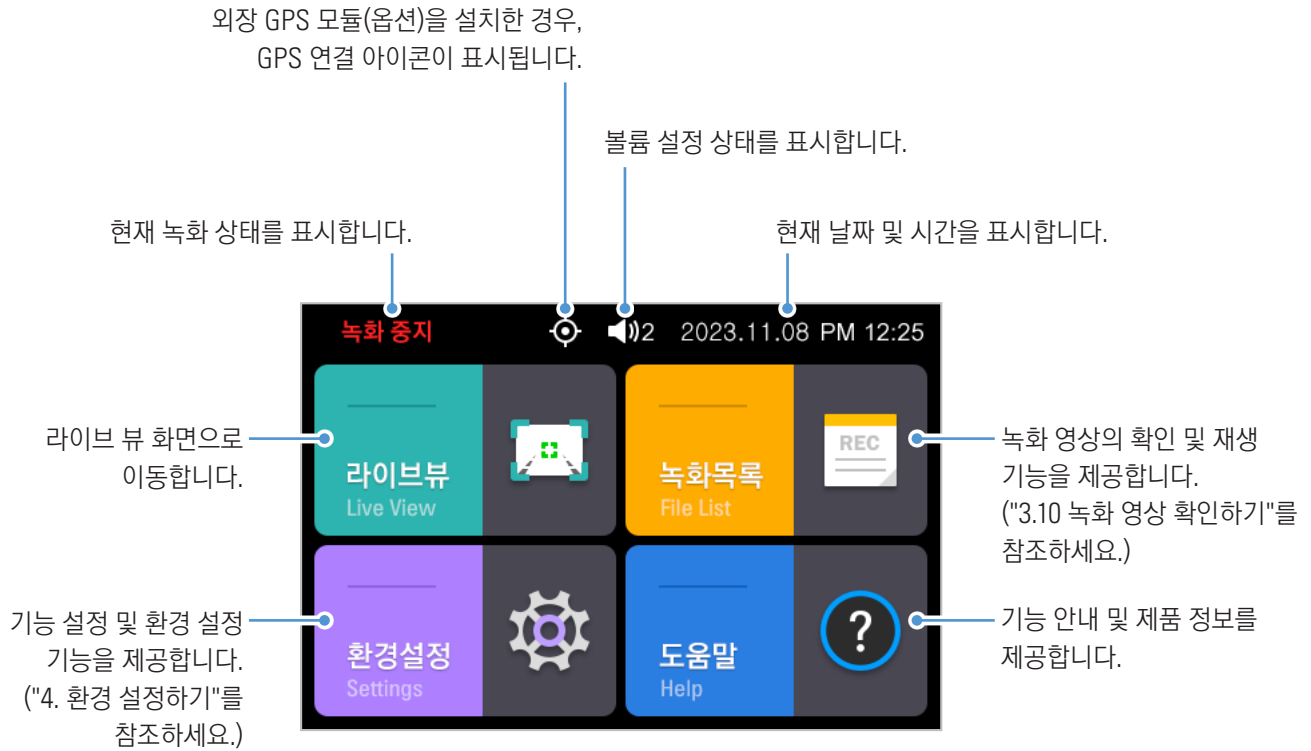 외장 GPS 모듈(옵션)을 설치한 경우,
GPS 연결 아이콘이 표시됩니다.
볼륨 설정 상태를 표시합니다.
현재 녹화 상태를 표시합니다.
현재 날짜 및 시간을 표시합니다.
녹화 중지
2
2023.11.08 PM 12:25
라이브 뷰 화면으로
이동합니다.
라이브뷰
Live View
녹화목록
File List
REC
녹화 영상의 확인 및 재생
기능을 제공합니다.
("3.10 녹화 영상 확인하기"를
참조하세요.)
기능 설정 및 환경 설정
기능을 제공합니다.
("4. 환경 설정하기"를
참조하세요.)
환경설정
Settings
도움말
Help
?
기능 안내 및 제품 정보를
제공합니다.